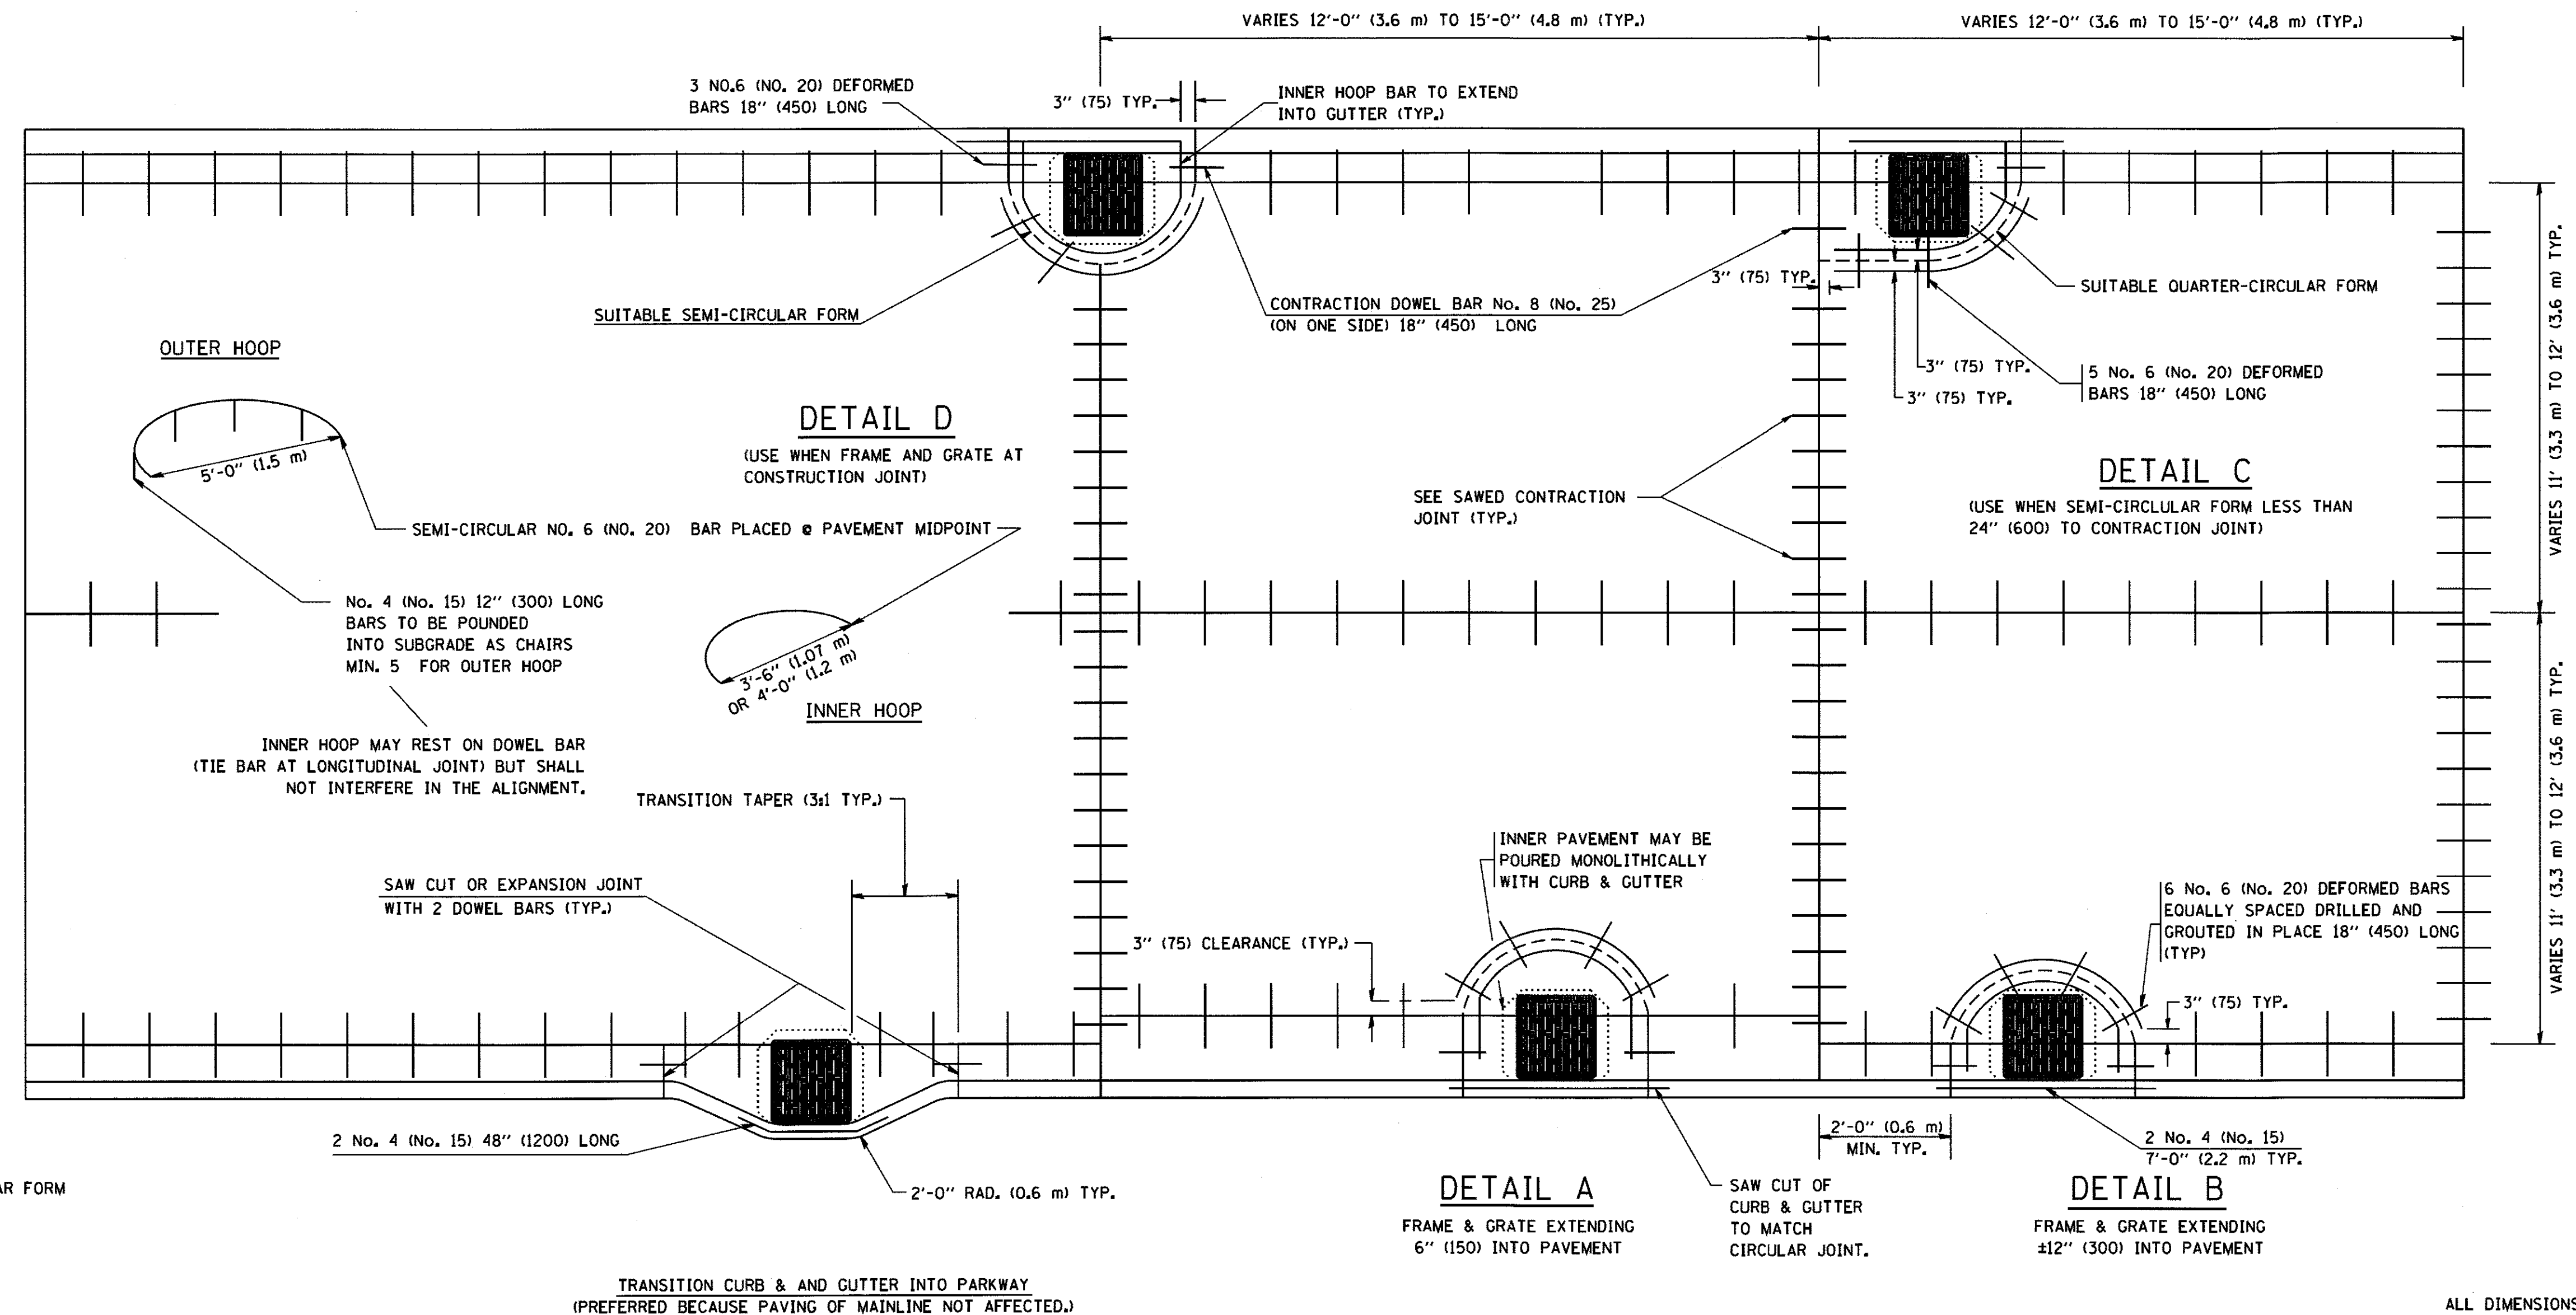 VARIES 12'-0" (3.6 m) TO 15'-0" (4.8 m) (TYP.)
VARIES 12'-0" (3.6 m) TO 15'-0" (4.8 m) (TYP.)
3 NO.6 (NO. 20) DEFORMED
BARS 18" (450) LONG
3" (75) TYP.
INNER HOOP BAR TO EXTEND
INTO GUTTER (TYP.)
SUITABLE SEMI-CIRCULAR FORM
CONTRACTION DOWEL BAR No. 8 (No. 25)
(ON ONE SIDE) 18" (450) LONG
3" (75) TYP.
SUITABLE QUARTER-CIRCULAR FORM
3" (75) TYP.
3" (75) TYP.
5 No. 6 (No. 20) DEFORMED
BARS 18" (450) LONG
VARIES 11' (3.3 m) TO 12' (3.6 m) TYP.
OUTER HOOP
5'-0" (1.5 m)
DETAIL D
(USE WHEN FRAME AND GRATE AT
CONSTRUCTION JOINT)
SEMI-CIRCULAR NO. 6 (NO. 20) BAR PLACED @ PAVEMENT MIDPOINT
SEE SAWED CONTRACTION
JOINT (TYP.)
DETAIL C
(USE WHEN SEMI-CIRCLULAR FORM LESS THAN
24" (600) TO CONTRACTION JOINT)
No. 4 (No. 15) 12" (300) LONG
BARS TO BE POUNDED
INTO SUBGRADE AS CHAIRS
MIN. 5 FOR OUTER HOOP
3'-6" (1.07 m)
OR 4'-0" (1.2 m)
INNER HOOP
INNER HOOP MAY REST ON DOWEL BAR
(TIE BAR AT LONGITUDINAL JOINT) BUT SHALL
NOT INTERFERE IN THE ALIGNMENT.
TRANSITION TAPER (3:1 TYP.)
SAW CUT OR EXPANSION JOINT
WITH 2 DOWEL BARS (TYP.)
INNER PAVEMENT MAY BE
POURED MONOLITHICALLY
WITH CURB & GUTTER
3" (75) CLEARANCE (TYP.)
6 No. 6 (No. 20) DEFORMED BARS
EQUALLY SPACED DRILLED AND
GROUTED IN PLACE 18" (450) LONG
(TYP)
3" (75) TYP.
VARIES 11' (3.3 m) TO 12' (3.6 m) TYP.
2 No. 4 (No. 15) 48" (1200) LONG
2'-0" RAD. (0.6 m) TYP.
2'-0" (0.6 m)
MIN. TYP.
2 No. 4 (No. 15)
7'-0" (2.2 m) TYP.
AR FORM
DETAIL A
FRAME & GRATE EXTENDING
6" (150) INTO PAVEMENT
SAW CUT OF
CURB & GUTTER
TO MATCH
CIRCULAR JOINT.
DETAIL B
FRAME & GRATE EXTENDING
±12" (300) INTO PAVEMENT
TRANSITION CURB & AND GUTTER INTO PARKWAY
(PREFERRED BECAUSE PAVING OF MAINLINE NOT AFFECTED.)
ALL DIMENSIONS